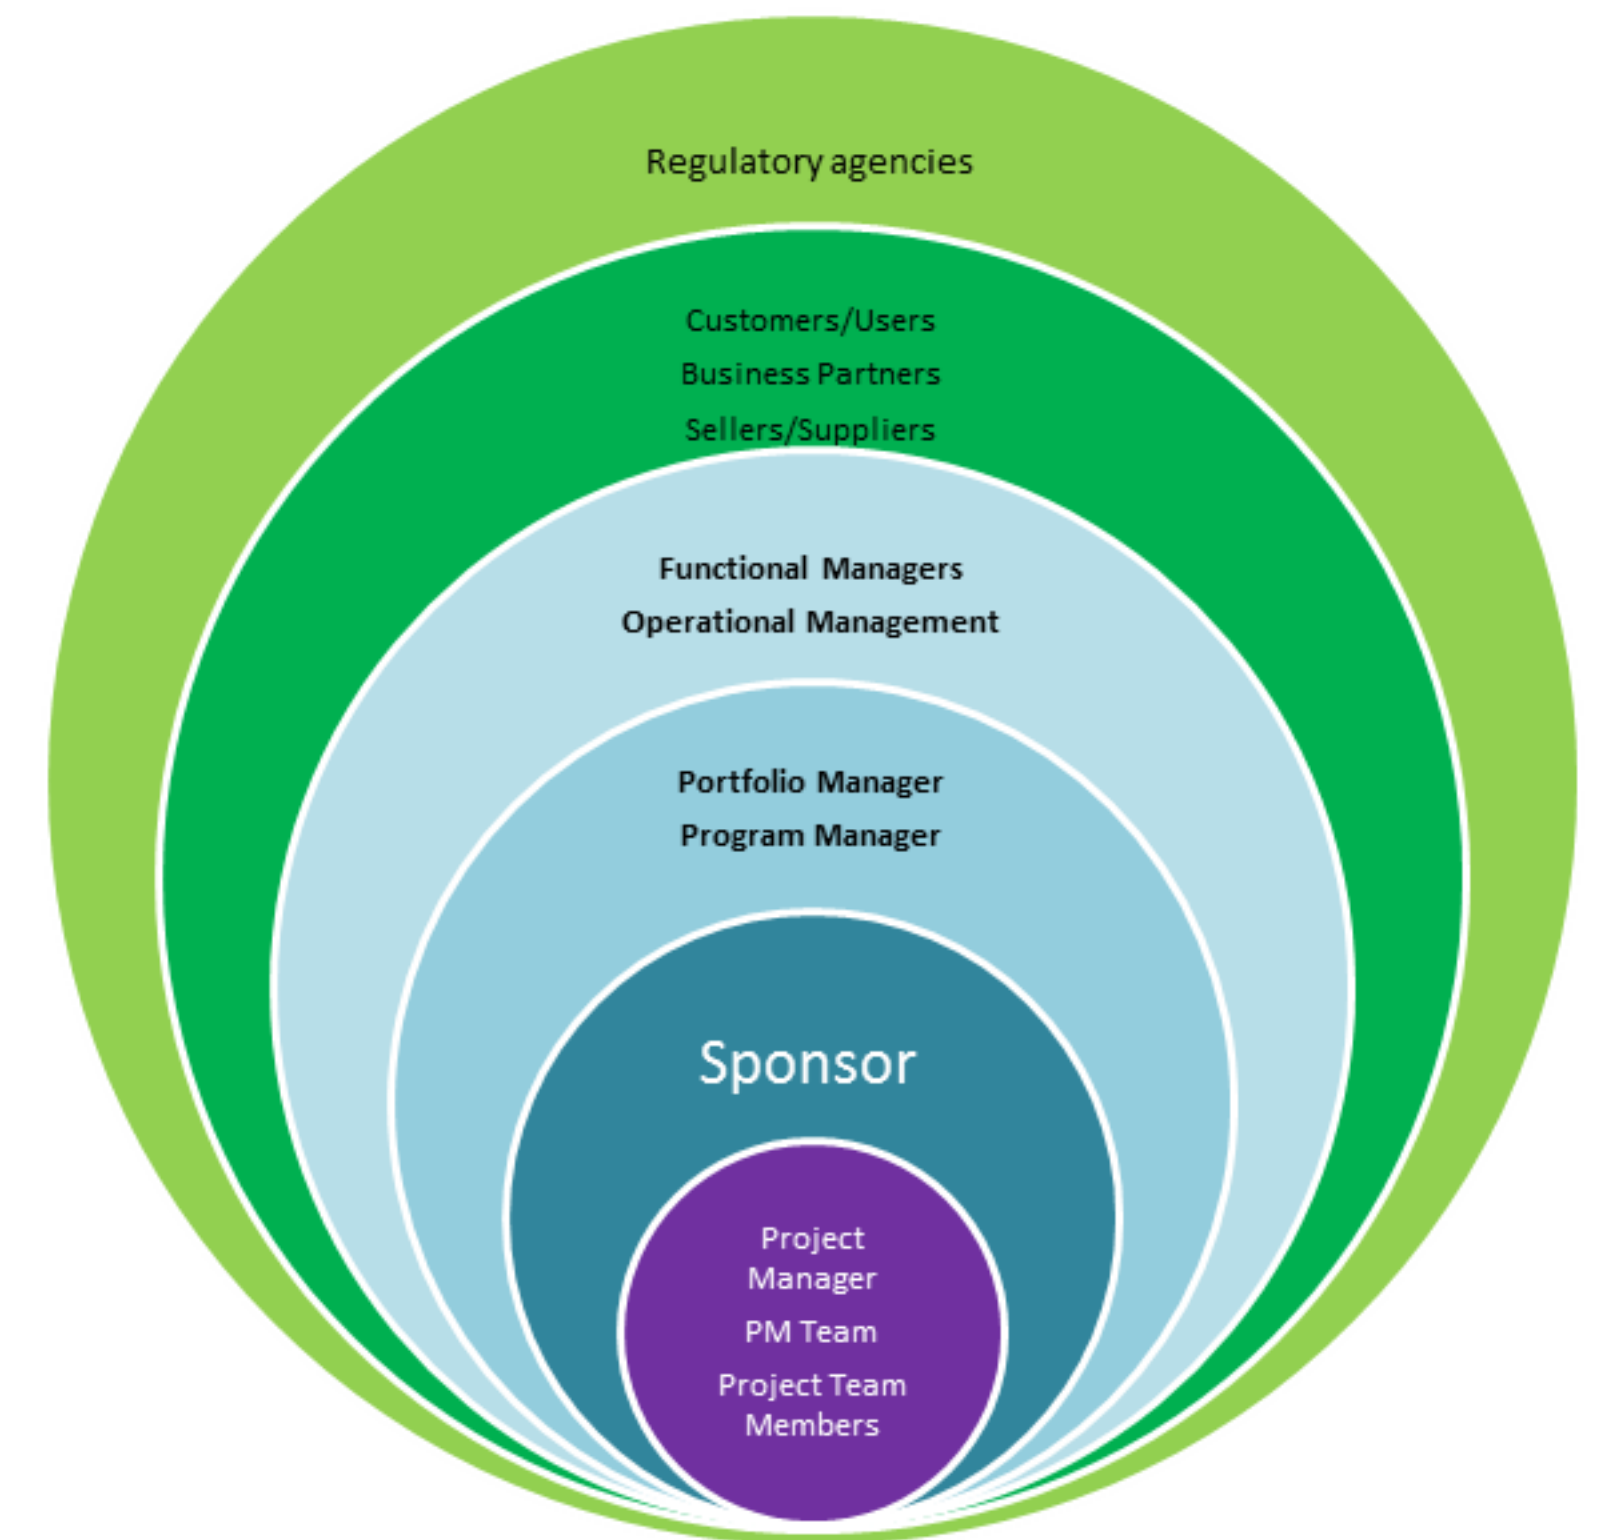 Regulatory agencies
Customers/Users
Business Partners
Sellers/Suppliers
Functional Managers
Operational Management
Portfolio Manager
Program Manager
Sponsor
Project
Manager
PM Team
Project Team
Members